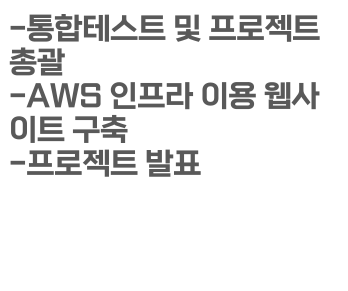 -통합테스트 및 프로젝트
총괄
-AWS 인프라 이용 웹사
이트 구축
-프로젝트 발표